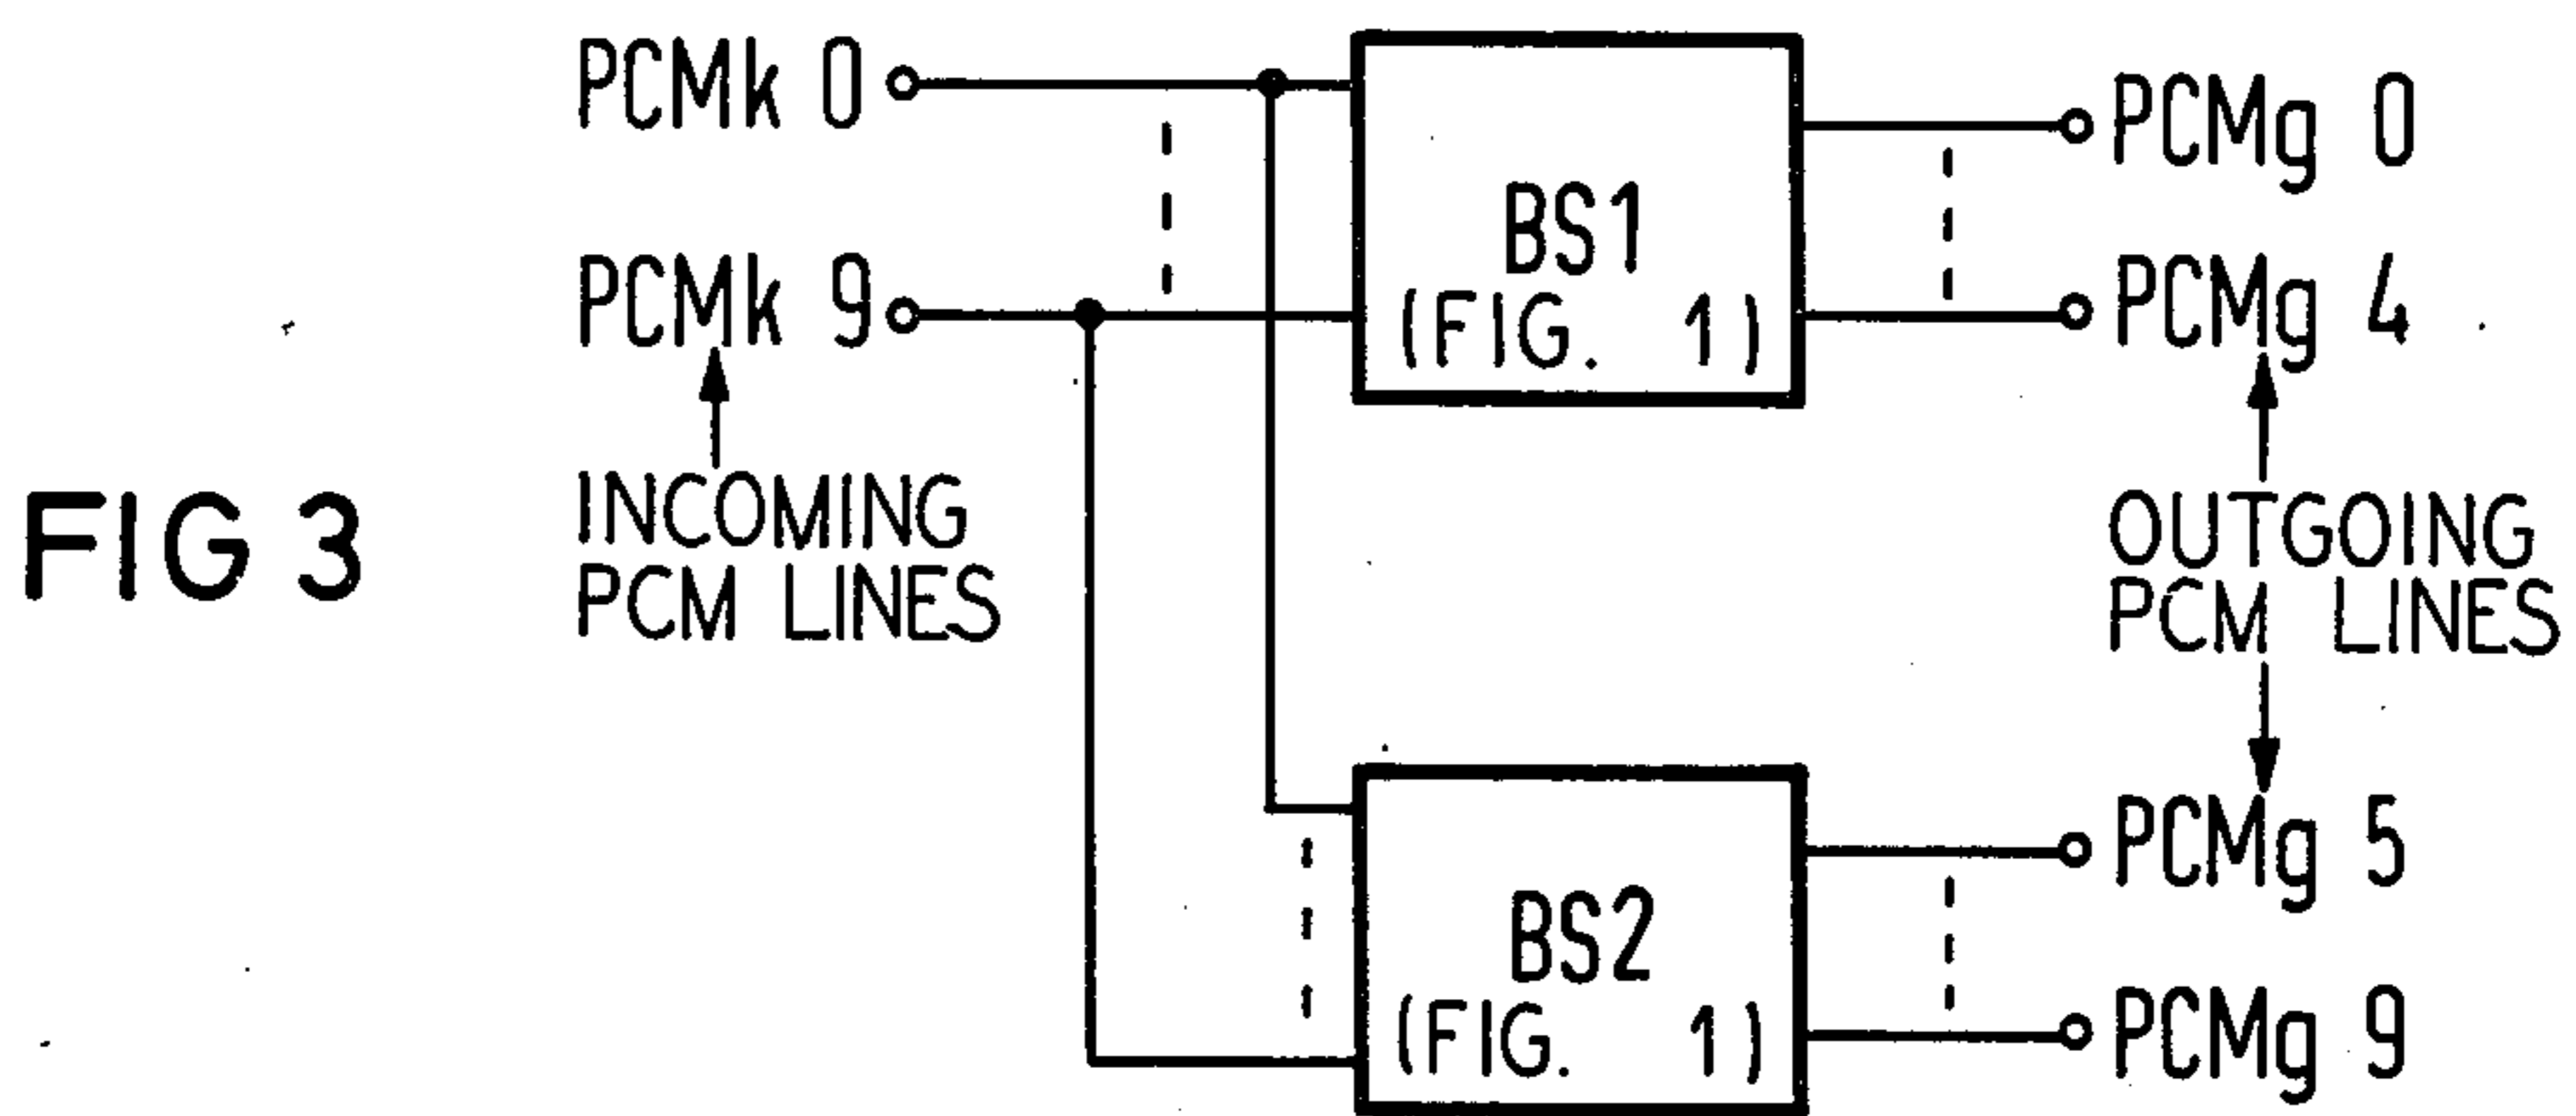 PCMk 0
PCMk 9
INCOMING
PCM LINES
FIG 3
BS1
(FIG. 1)
PCMg 0
PCMg 4
OUTGOING
PCM LINES
BS2
(FIG. 1)
PCMg 5
PCMg 9